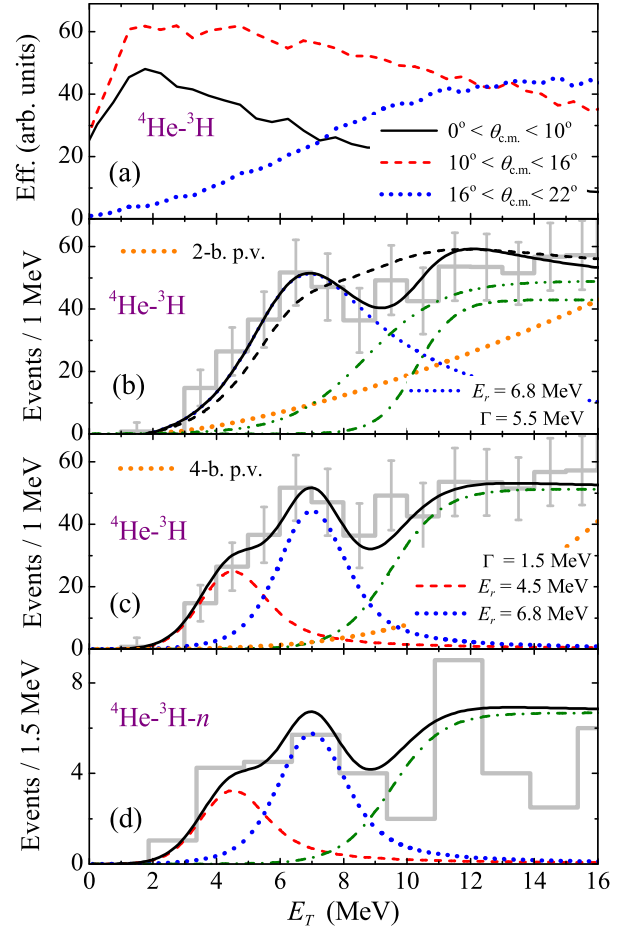 60
40
20
0
Eff. (arb. units)
⁴He-³H
(a)
0° < θc.m. < 10°
10° < θc.m. < 16°
16° < θc.m. < 22°
60
40
20
0
Events / 1 MeV
2-b. p.v.
⁴He-³H
(b)
Er = 6.8 MeV
Γ = 5.5 MeV
60
40
20
0
Events / 1 MeV
4-b. p.v.
⁴He-³H
(c)
Γ = 1.5 MeV
Er = 4.5 MeV
Er = 6.8 MeV
8
4
0
Events / 1.5 MeV
⁴He-³H-n
(d)
0 2 4 6 8 10 12 14 16
ET (MeV)